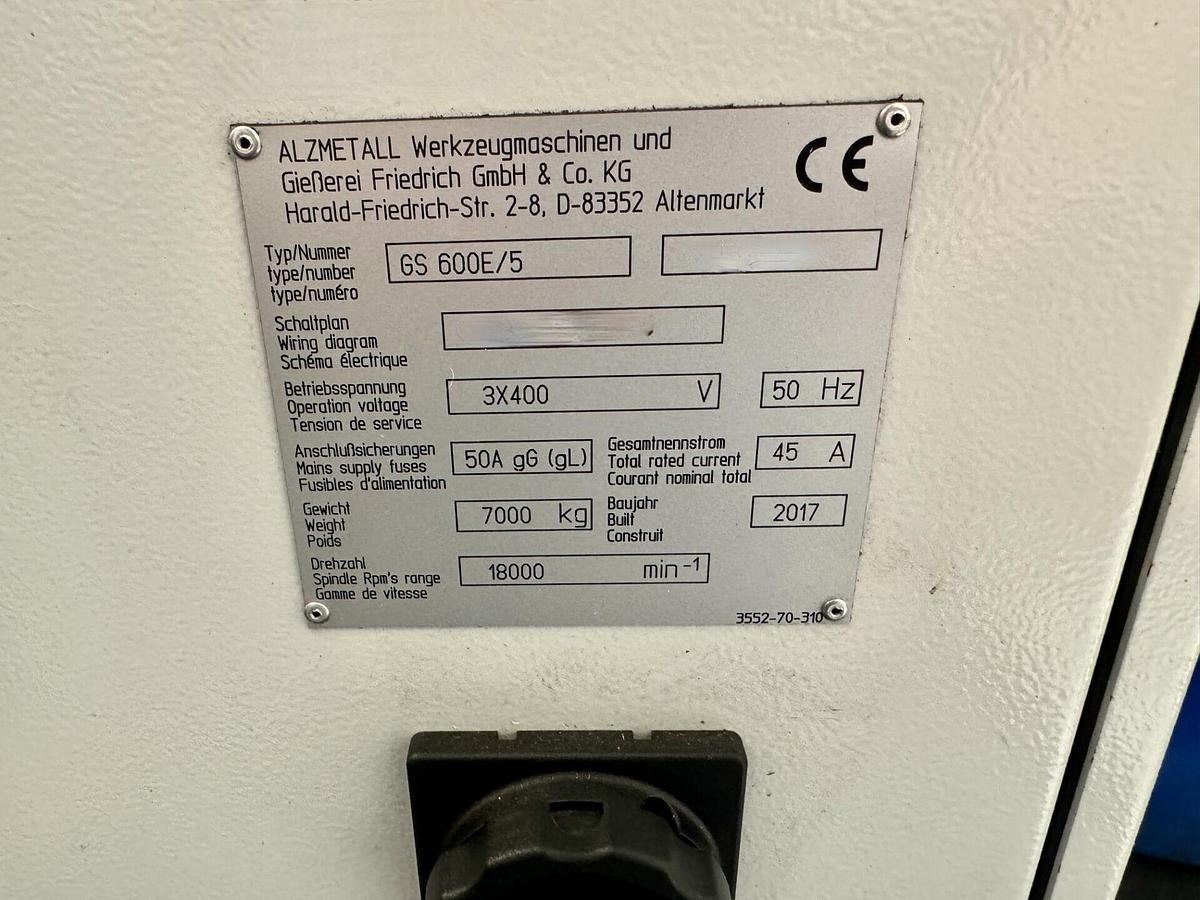 ALZMETALL Werkzeugmaschinen und
Gießerei Friedrich GmbH & Co. KG
Harald-Friedrich-Str. 2-8, D-83352 Altenmarkt
CE
Typ/Nummer
type/number
type/numéro
GS 600E/5
Schaltplan
Wiring diagram
Schéma électrique
Betriebsspannung
Operation voltage
Tension de service
3X400 V
50 Hz
Anschlußsicherungen
Mains supply fuses
Fusibles d'alimentation
50A gG (gL)
Gesamtnennstrom
Total rated current
Courant nominal total
45 A
Gewicht
Weight
Poids
7000 kg
Baujahr
Built
Construit
2017
Drehzahl
Spindle Rpm's range
Gamme de vitesse
18000 min⁻¹
3552-70-310